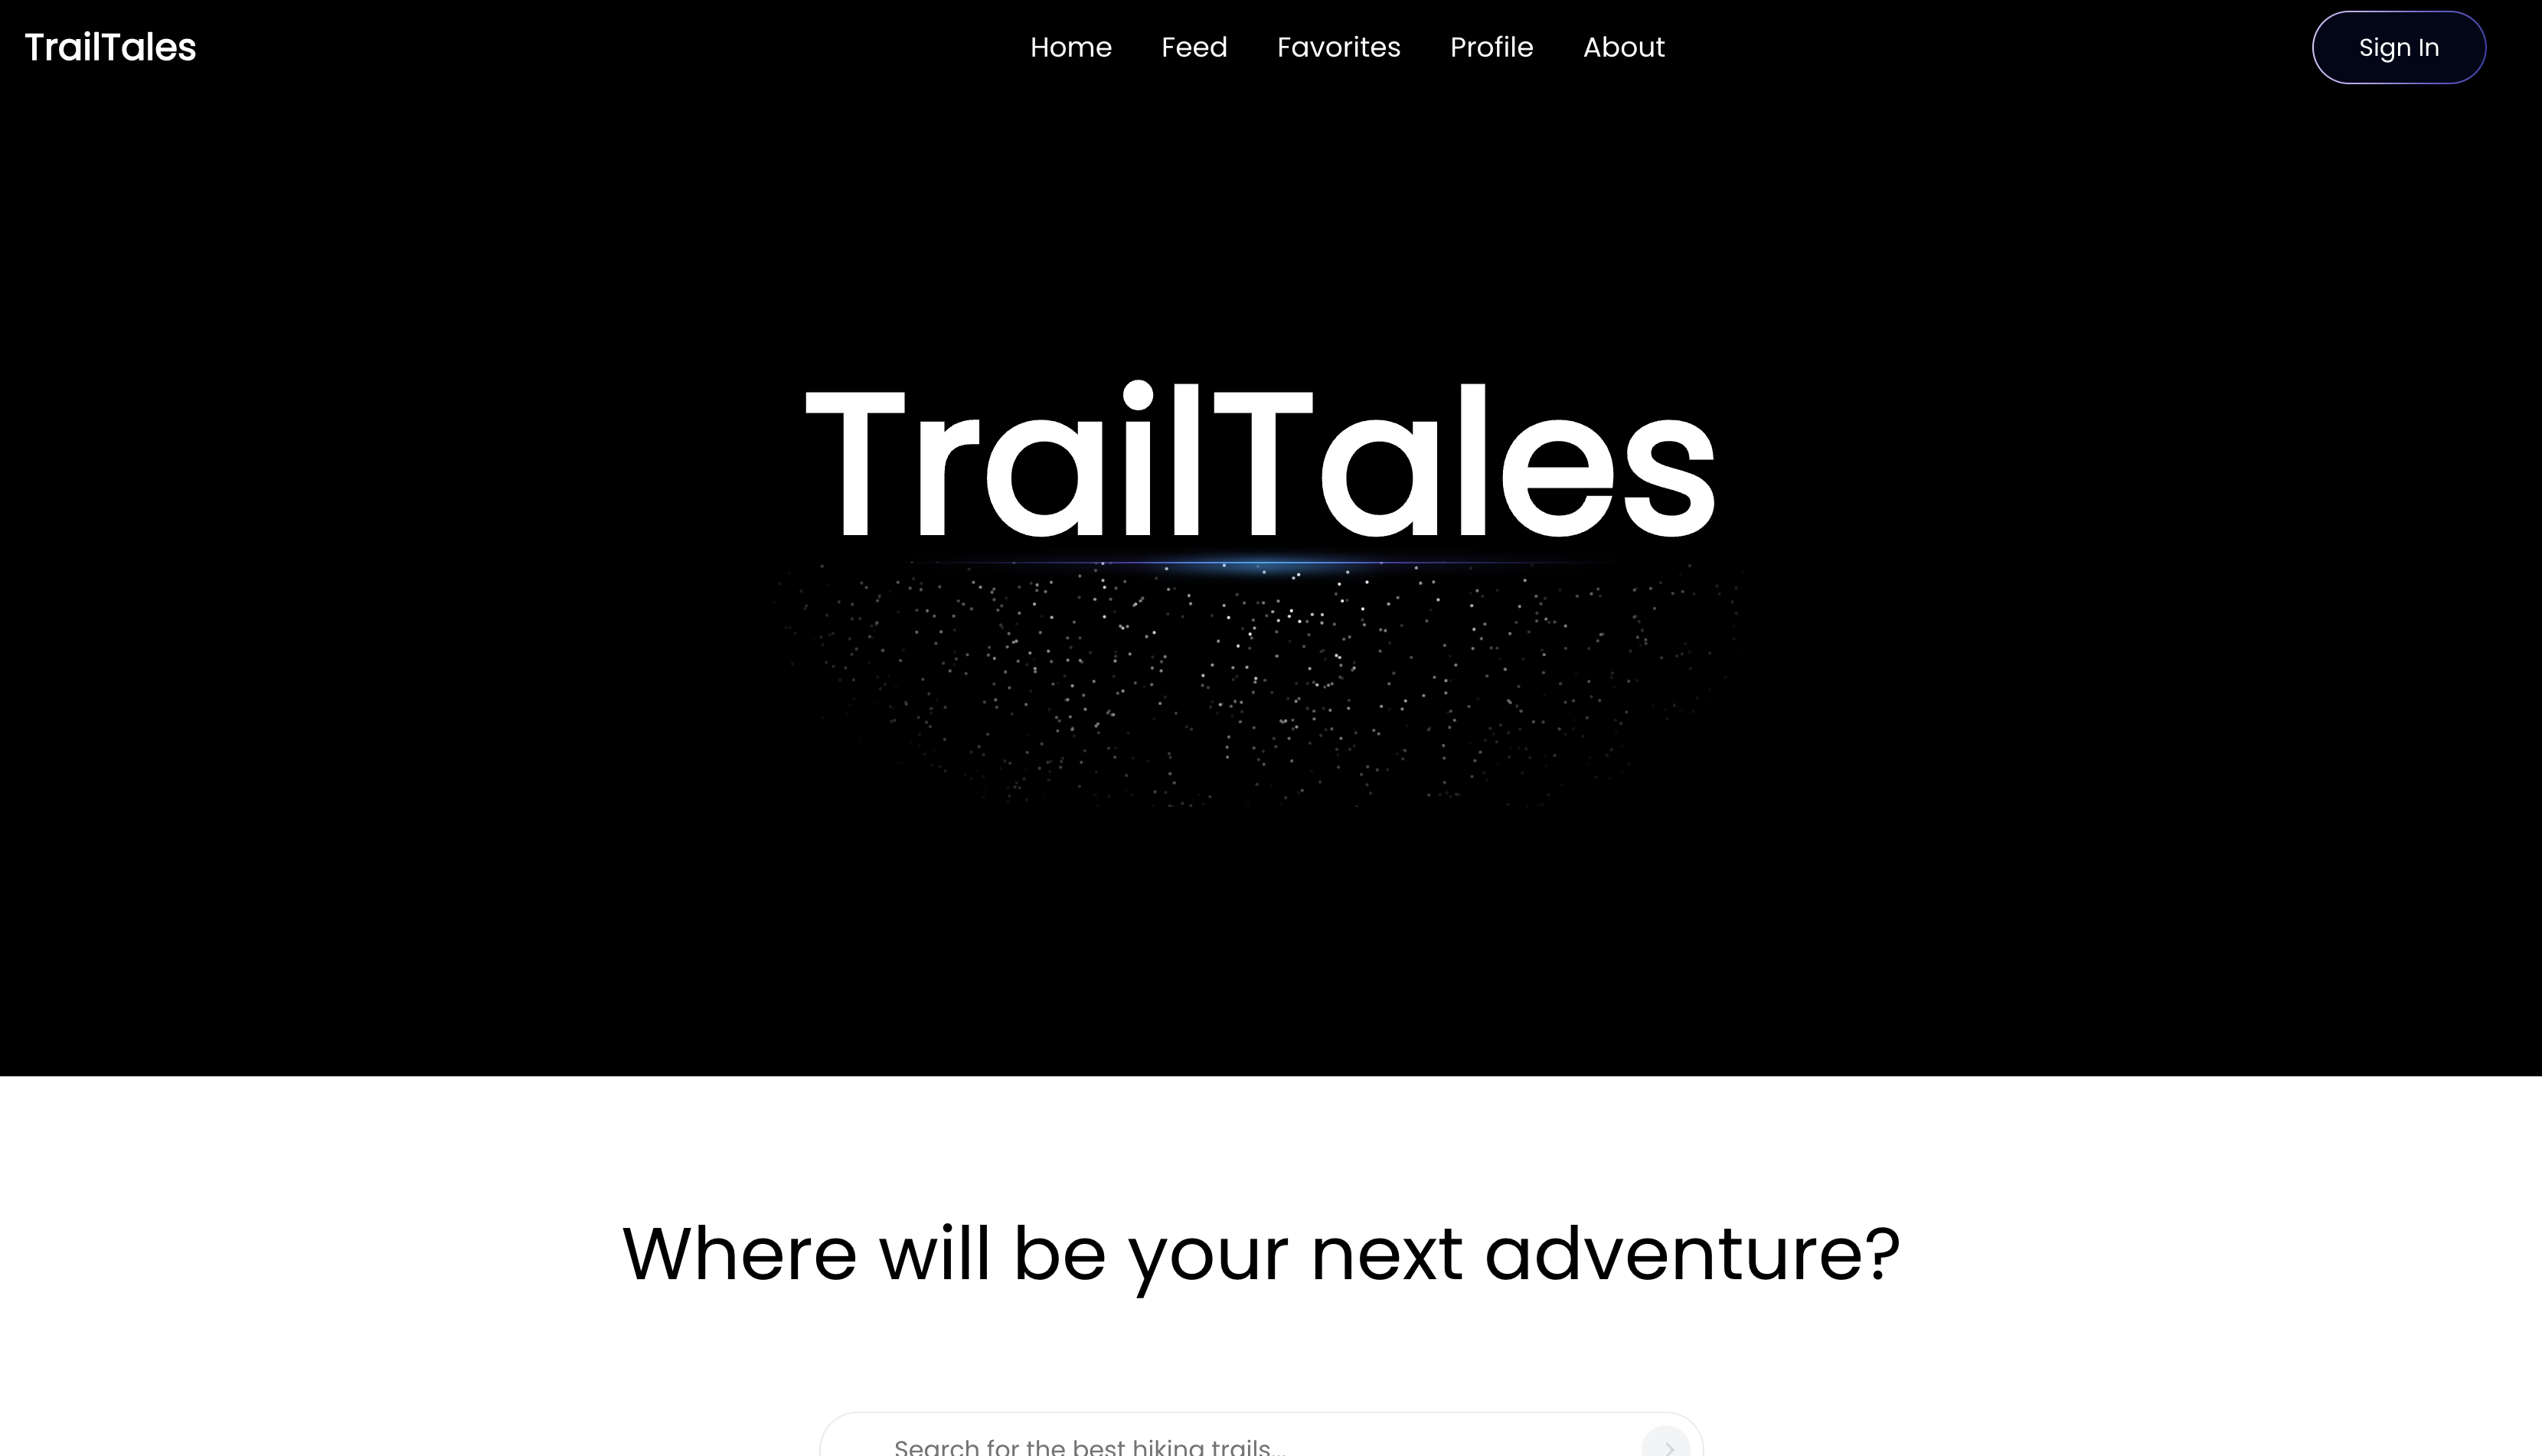 TrailTales
Home Feed Favorites Profile About
Sign In
TrailTales
Where will be your next adventure?
Search for the best hiking trails...